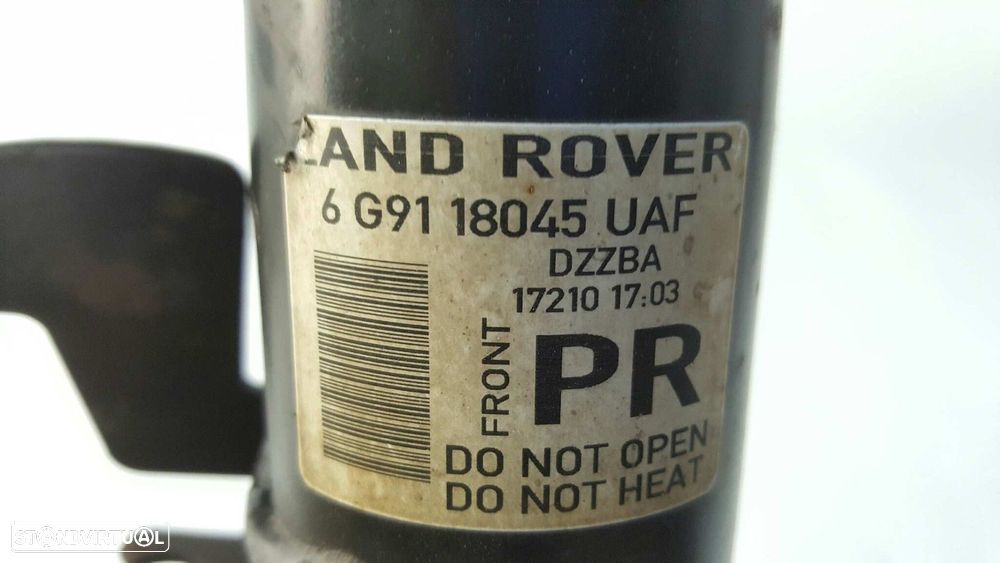 LAND ROVER
6 G91 18045 UAF
DZZBA
17210 17:03
FRONT
PR
DO NOT OPEN
DO NOT HEAT
STANDVIRTUAL